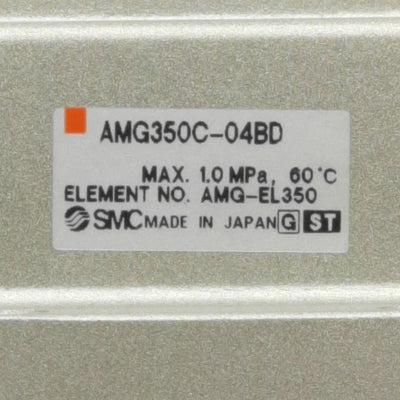 AMG350C-04BD
MAX. 1.0 MPa, 60°C
ELEMENT NO. AMG-EL350
SMC MADE IN JAPAN G ST